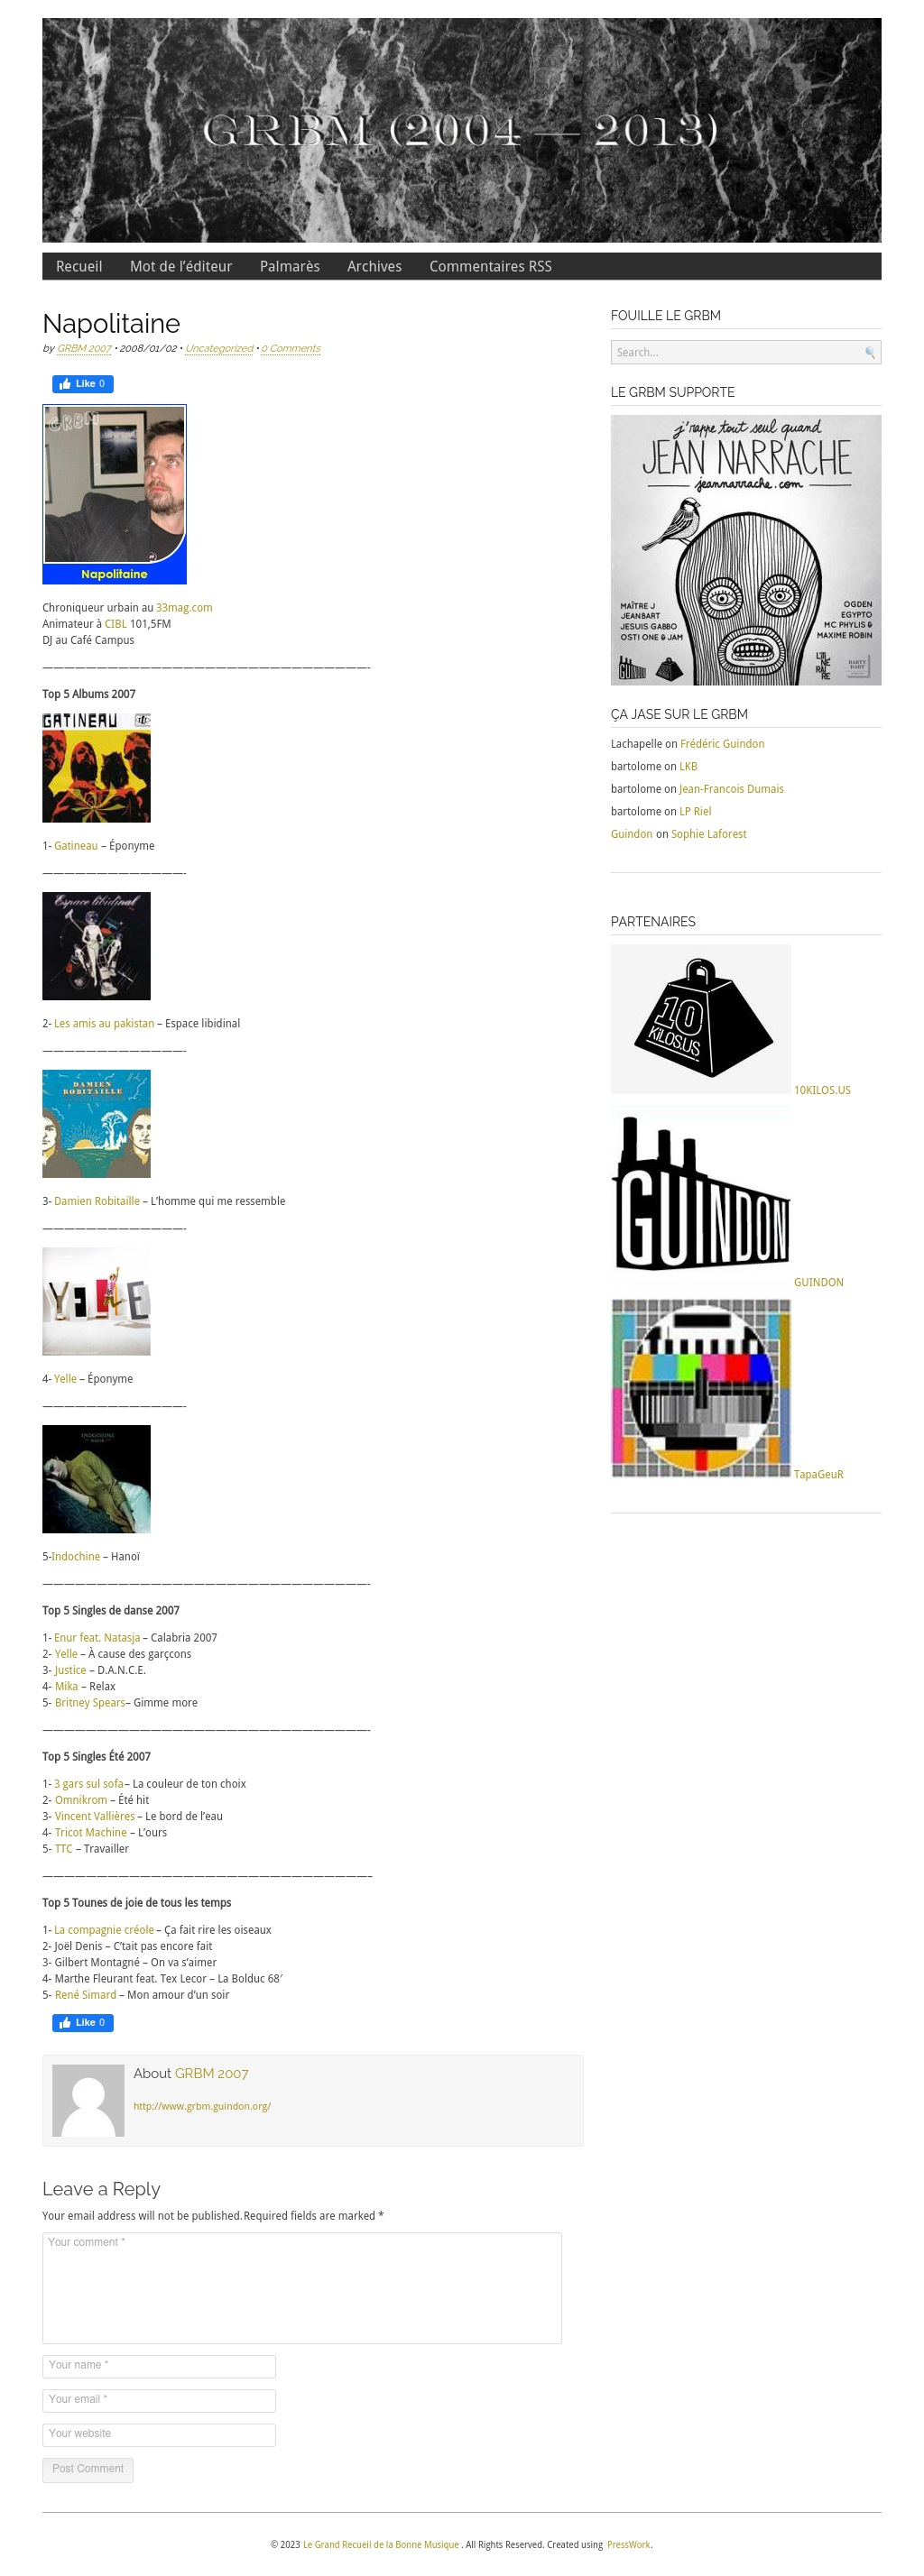 GRBM (2004 — 2013)
Recueil Mot de l’éditeur Palmarès Archives Commentaires RSS
Napolitaine
by GRBM 2007 • 2008/01/02 • Uncategorized • 0 Comments
Like 0
GRBM
Napolitaine
Chroniqueur urbain au 33mag.com
Animateur à CIBL 101,5FM
DJ au Café Campus
——————————————————————————————-
Top 5 Albums 2007
GATINEAU
1- Gatineau – Éponyme
—————————————-
Espace libidinal
2- Les amis au pakistan – Espace libidinal
—————————————-
DAMIEN
ROBITAILLE
3- Damien Robitaille – L’homme qui me ressemble
—————————————-
YELLE
4- Yelle – Éponyme
—————————————-
INDOCHINE
HANOI
5-Indochine – Hanoï
——————————————————————————————-
Top 5 Singles de danse 2007
1- Enur feat. Natasja – Calabria 2007
2- Yelle – À cause des garçcons
3- Justice – D.A.N.C.E.
4- Mika – Relax
5- Britney Spears– Gimme more
——————————————————————————————-
Top 5 Singles Été 2007
1- 3 gars sul sofa– La couleur de ton choix
2- Omnikrom – Été hit
3- Vincent Vallières – Le bord de l’eau
4- Tricot Machine – L’ours
5- TTC – Travailler
——————————————————————————————–
Top 5 Tounes de joie de tous les temps
1- La compagnie créole – Ça fait rire les oiseaux
2- Joël Denis – C’tait pas encore fait
3- Gilbert Montagné – On va s’aimer
4- Marthe Fleurant feat. Tex Lecor – La Bolduc 68′
5- René Simard – Mon amour d’un soir
Like 0
About GRBM 2007
http://www.grbm.guindon.org/
Leave a Reply
Your email address will not be published.Required fields are marked *
Your comment *
Your name *
Your email *
Your website
Post Comment
FOUILLE LE GRBM
Search...
LE GRBM SUPPORTE
j'rappe tout seul quand
JEAN NARRACHE
jeannarrache.com
MAÎTRE J
JEANBART
JESUIS GABBO
OSTI ONE & JAM
OGDEN
EGYPTO
MC PHYLIS &
MAXIME ROBIN
GUINDON
L'ITINÉRAIRE
ÇA JASE SUR LE GRBM
Lachapelle on Frédéric Guindon
bartolome on LKB
bartolome on Jean-Francois Dumais
bartolome on LP Riel
Guindon on Sophie Laforest
PARTENAIRES
10
KILOS.US
10KILOS.US
GUINDON
GUINDON
TapaGeuR
© 2023 Le Grand Recueil de la Bonne Musique . All Rights Reserved. Created using PressWork.